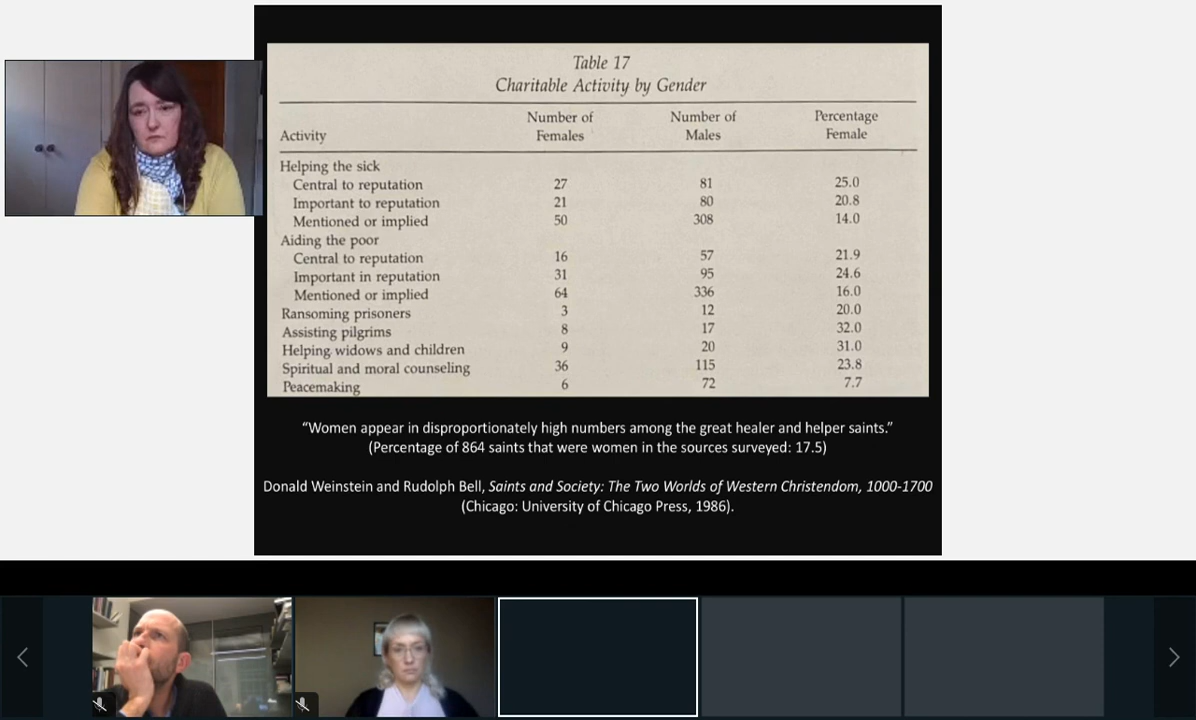 Table 17
Charitable Activity by Gender
Activity Number of Females Number of Males Percentage Female
Helping the sick
Central to reputation 27 81 25.0
Important to reputation 21 80 20.8
Mentioned or implied 50 308 14.0
Aiding the poor
Central to reputation 16 57 21.9
Important in reputation 31 95 24.6
Mentioned or implied 64 336 16.0
Ransoming prisoners 3 12 20.0
Assisting pilgrims 8 17 32.0
Helping widows and children 9 20 31.0
Spiritual and moral counseling 36 115 23.8
Peacemaking 6 72 7.7
“Women appear in disproportionately high numbers among the great healer and helper saints.”
(Percentage of 864 saints that were women in the sources surveyed: 17.5)
Donald Weinstein and Rudolph Bell, Saints and Society: The Two Worlds of Western Christendom, 1000-1700
(Chicago: University of Chicago Press, 1986).